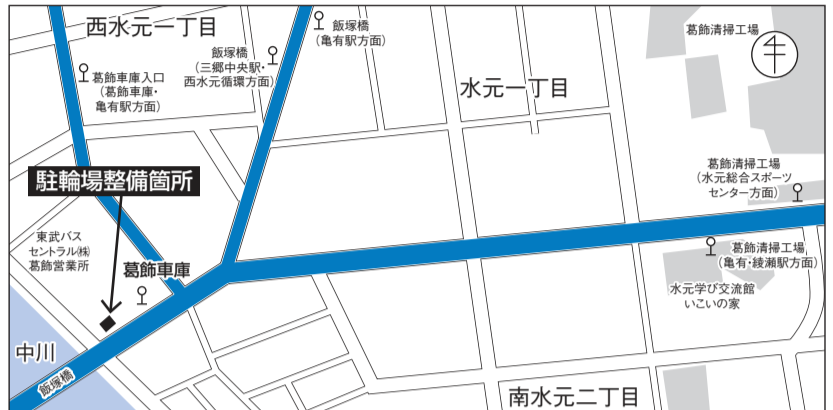 西水元一丁目
飯塚橋
(亀有駅方面)
葛飾清掃工場
飯塚橋
(三郷中央駅・
西水元循環方面)
葛飾車庫入口
(葛飾車庫・
亀有駅方面)
水元一丁目
駐輪場整備箇所
葛飾清掃工場
(水元総合スポーツ
センター方面)
東武バス
セントラル㈱
葛飾営業所
葛飾車庫
葛飾清掃工場
(亀有・綾瀬駅方面)
水元学び交流館
いこいの家
中川
飯塚橋
南水元二丁目